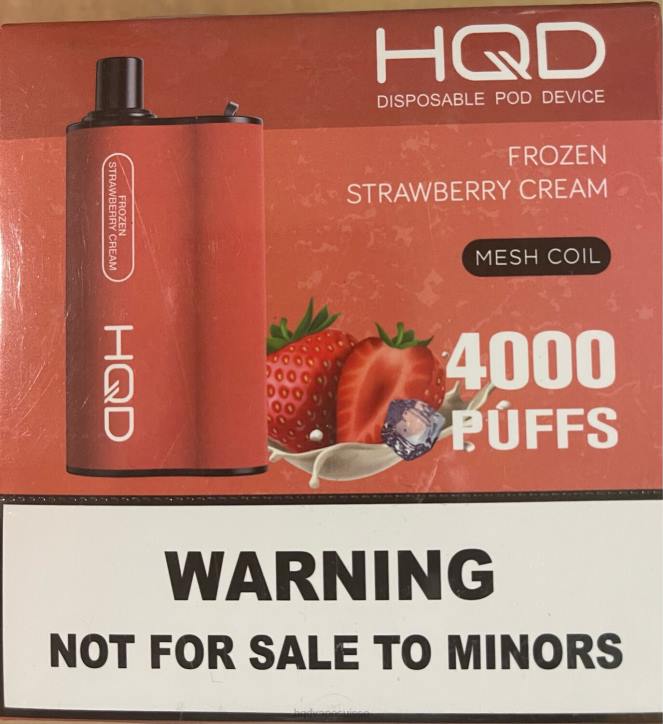 HQD
DISPOSABLE POD DEVICE
FROZEN
STRAWBERRY CREAM
MESH COIL
4000
PUFFS
FROZEN
STRAWBERRY CREAM
HQD
WARNING
NOT FOR SALE TO MINORS